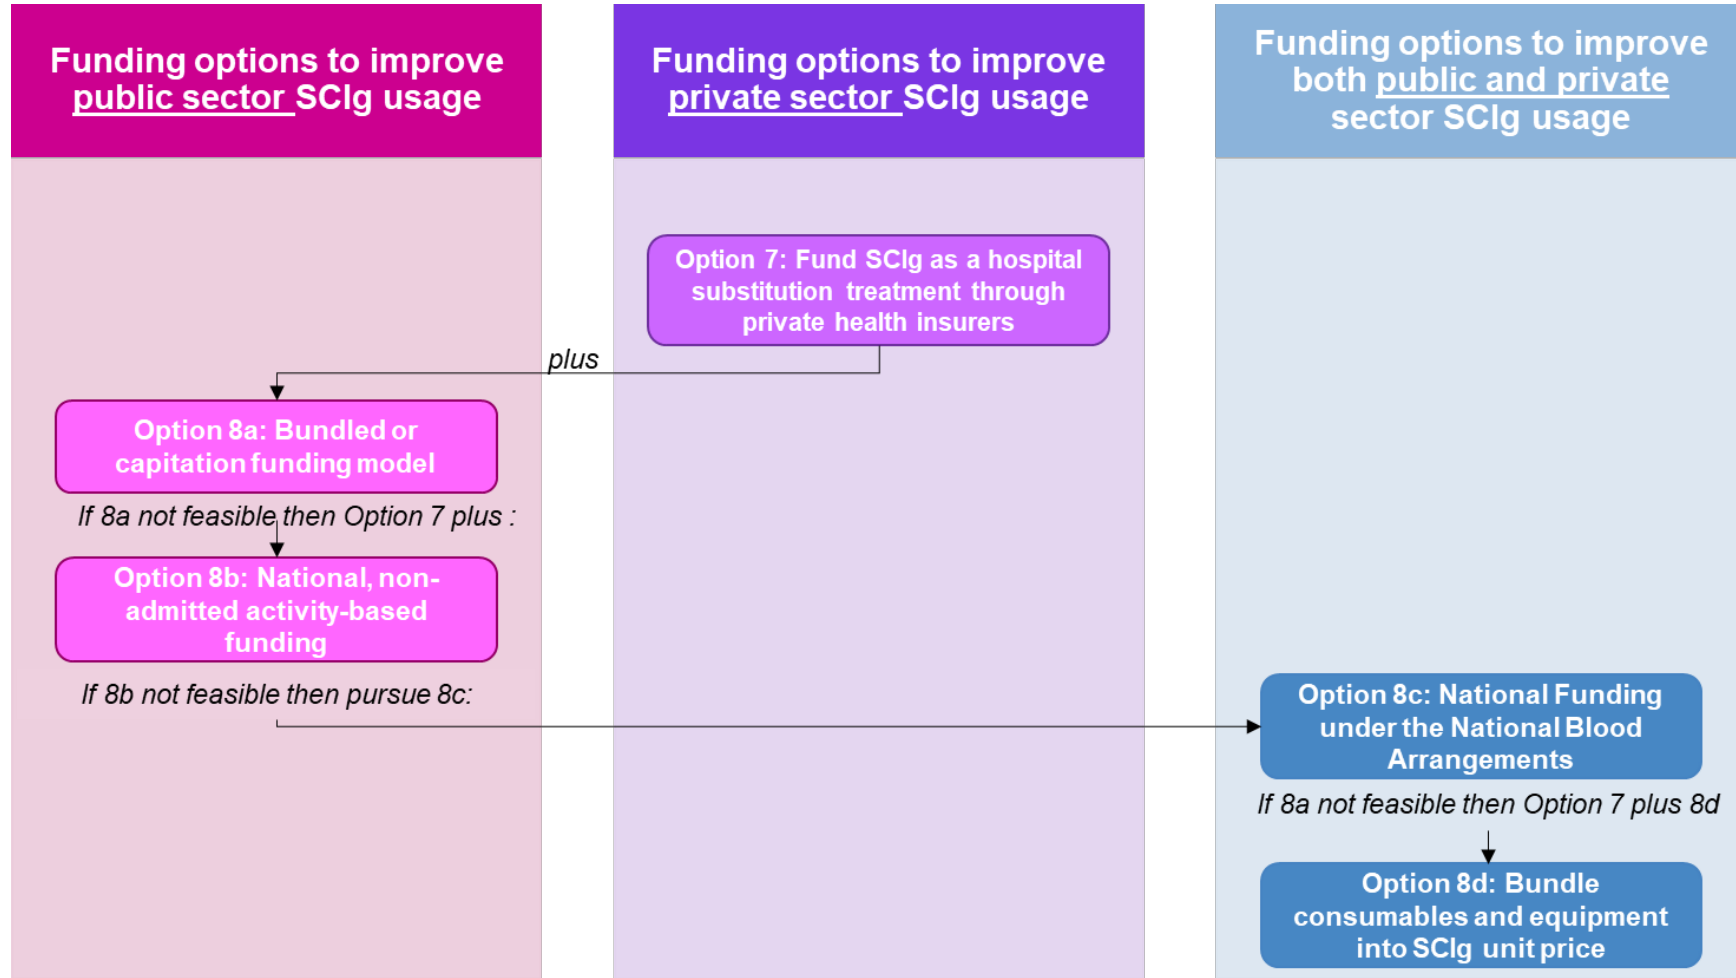 Funding options to improve
public sector SCIg usage
Funding options to improve
private sector SCIg usage
Funding options to improve
both public and private
sector SCIg usage
Option 7: Fund SCIg as a hospital
substitution treatment through
private health insurers
plus
Option 8a: Bundled or
capitation funding model
If 8a not feasible then Option 7 plus :
Option 8b: National, non-
admitted activity-based
funding
If 8b not feasible then pursue 8c:
Option 8c: National Funding
under the National Blood
Arrangements
If 8a not feasible then Option 7 plus 8d
Option 8d: Bundle
consumables and equipment
into SCIg unit price